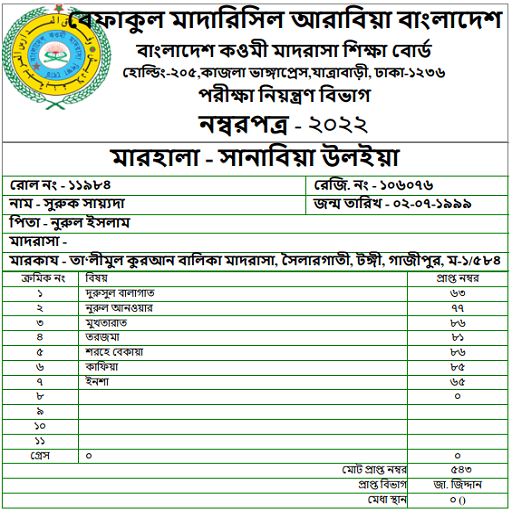 বেফাকুল মাদারিসিল আরাবিয়া বাংলাদেশ
বাংলাদেশ কওমী মাদরাসা শিক্ষা বোর্ড
হোল্ডিং-২০৫,কাজলা ভাঙ্গাপ্রেস,যাত্রাবাড়ী, ঢাকা-১২৩৬
পরীক্ষা নিয়ন্ত্রণ বিভাগ
নম্বরপত্র - ২০২২
মারহালা - সানাবিয়া উলইয়া
রোল নং - ১১৯৮৪ রেজি. নং - ১০৬০৭৬
নাম - সুরুক সায়্যদা জন্ম তারিখ - ০২-০৭-১৯৯৯
পিতা - নুরুল ইসলাম
মাদরাসা -
মারকায - তা'লীমুল কুরআন বালিকা মাদরাসা, সৈলারগাতী, টঙ্গী, গাজীপুর, ম-১/৫৮৪
ক্রমিক নং বিষয় প্রাপ্ত নম্বর
১ দুরুসুল বালাগাত ৬৩
২ নুরুল আনওয়ার ৭৭
৩ মুখতারাত ৮৬
৪ তরজমা ৮১
৫ শরহে বেকায়া ৮৬
৬ কাফিয়া ৮৫
৭ ইনশা ৬৫
৮ ০
৯
১০
১১
গ্রেস ০ ০
মোট প্রাপ্ত নম্বর ৫৪৩
প্রাপ্ত বিভাগ জা. জিদ্দান
মেধা স্থান ০ ()